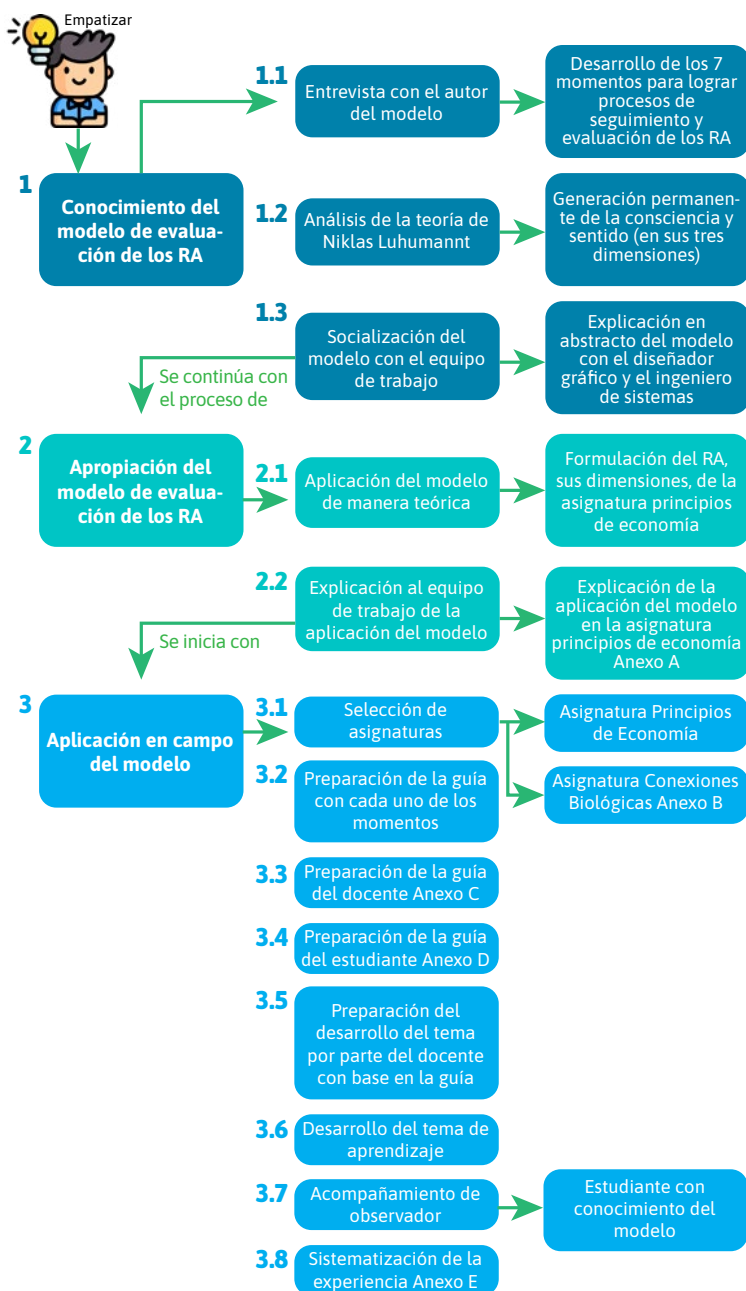 Empatizar
1
Conocimiento del
modelo de evalua-
ción de los RA
1.1
Entrevista con el autor
del modelo
Desarrollo de los 7
momentos para lograr
procesos de
seguimiento y
evaluación de los RA
1.2
Análisis de la teoría de
Niklas Luhumannt
Generación permanen-
te de la consciencia y
sentido (en sus tres
dimensiones)
1.3
Socialización del
modelo con el equipo
de trabajo
Explicación en
abstracto del modelo
con el diseñador
gráfico y el ingeniero
de sistemas
Se continúa con
el proceso de
2
Apropiación del
modelo de evalua-
ción de los RA
2.1
Aplicación del modelo
de manera teórica
Formulación del RA,
sus dimensiones, de la
asignatura principios
de economía
2.2
Explicación al equipo
de trabajo de la
aplicación del modelo
Explicación de la
aplicación del modelo
en la asignatura
principios de economía
Anexo A
Se inicia con
3
Aplicación en campo
del modelo
3.1
Selección de
asignaturas
Asignatura Principios
de Economía
Asignatura Conexiones
Biológicas Anexo B
3.2
Preparación de la guía
con cada uno de los
momentos
3.3
Preparación de la guía
del docente Anexo C
3.4
Preparación de la guía
del estudiante Anexo D
3.5
Preparación del
desarrollo del tema
por parte del docente
con base en la guía
3.6
Desarrollo del tema de
aprendizaje
3.7
Acompañamiento de
observador
Estudiante con
conocimiento del
modelo
3.8
Sistematización de la
experiencia Anexo E